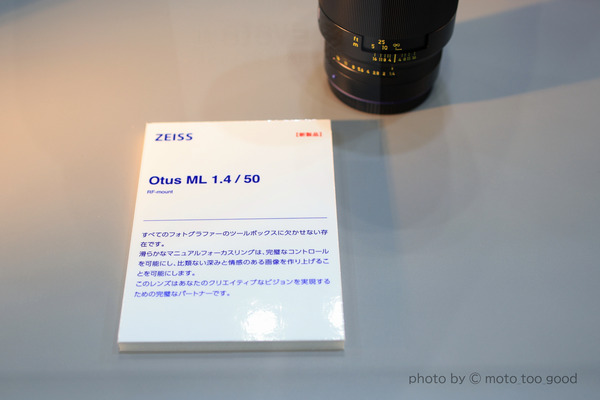 ft 25
m 5 10 ∞
ZEISS [新製品]
Otus ML 1.4 / 50
RF-mount
すべてのフォトグラファーのツールボックスに欠かせない存
在です。
滑らかなマニュアルフォーカスリングは、完璧なコントロール
を可能にし、比類ない深みと情感のある画像を作り上げるこ
とを可能にします。
このレンズはあなたのクリエイティブなビジョンを実現する
ための完璧なパートナーです。
photo by © moto too good